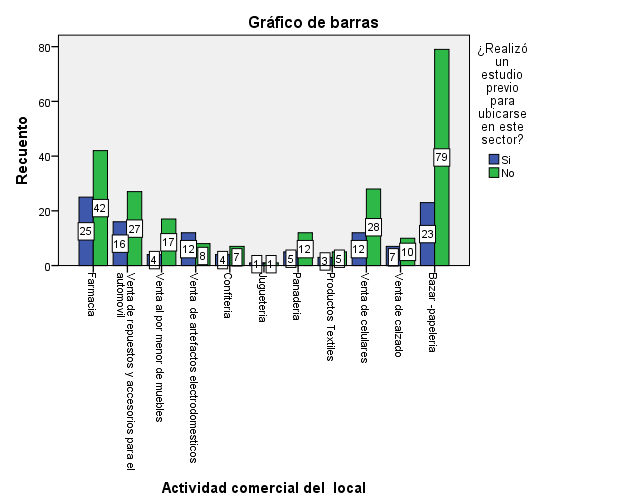 Gráfico de barras
¿Realizó
un
estudio
previo
para
ubicarse
en este
sector?
Si
No
Recuento
80
60
40
20
0
25
42
16
27
4
17
12
8
4
7
1
1
5
12
3
5
12
28
7
10
23
79
Farmacia
Venta de repuestos y accesorios para el
automovil
Venta al por menor de muebles
Venta de artefactos electrodomesticos
Confiteria
Jugueteria
Panaderia
Productos Textiles
Venta de celulares
Venta de calzado
Bazar -papeleria
Actividad comercial del local